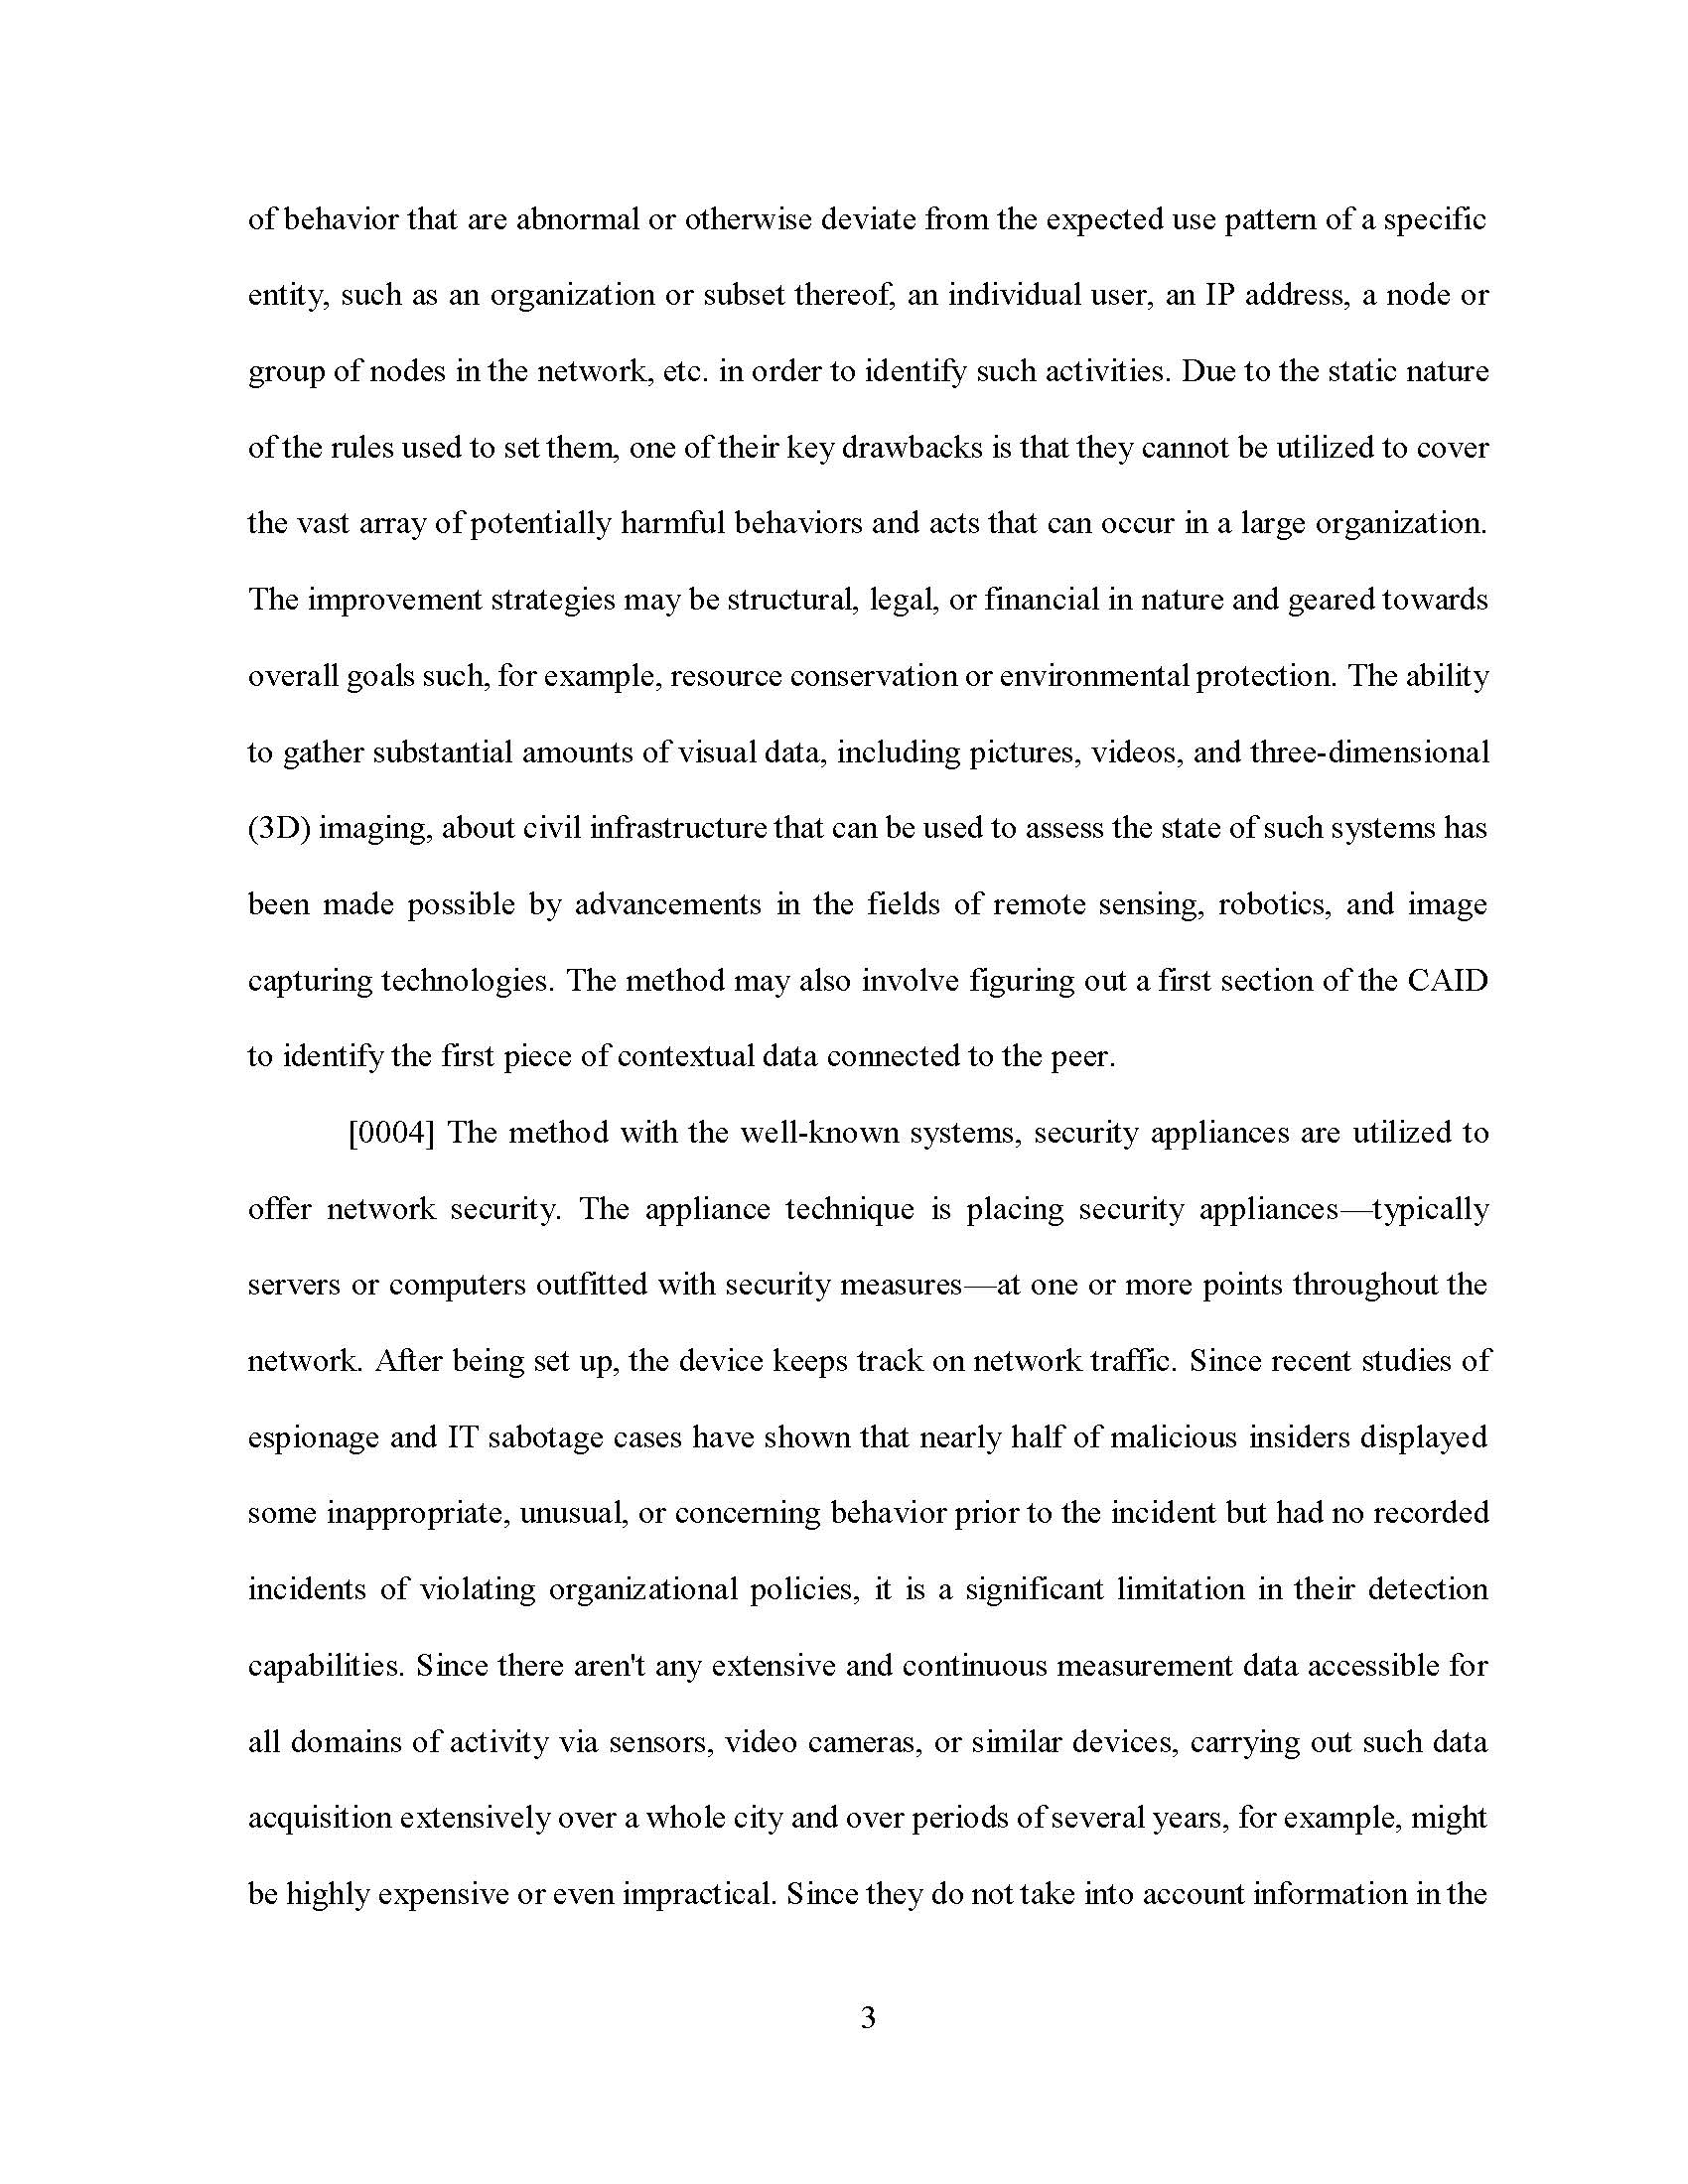 of behavior that are abnormal or otherwise deviate from the expected use pattern of a specific
entity, such as an organization or subset thereof, an individual user, an IP address, a node or
group of nodes in the network, etc. in order to identify such activities. Due to the static nature
of the rules used to set them, one of their key drawbacks is that they cannot be utilized to cover
the vast array of potentially harmful behaviors and acts that can occur in a large organization.
The improvement strategies may be structural, legal, or financial in nature and geared towards
overall goals such, for example, resource conservation or environmental protection. The ability
to gather substantial amounts of visual data, including pictures, videos, and three-dimensional
(3D) imaging, about civil infrastructure that can be used to assess the state of such systems has
been made possible by advancements in the fields of remote sensing, robotics, and image
capturing technologies. The method may also involve figuring out a first section of the CAID
to identify the first piece of contextual data connected to the peer.
[0004] The method with the well-known systems, security appliances are utilized to
offer network security. The appliance technique is placing security appliances—typically
servers or computers outfitted with security measures—at one or more points throughout the
network. After being set up, the device keeps track on network traffic. Since recent studies of
espionage and IT sabotage cases have shown that nearly half of malicious insiders displayed
some inappropriate, unusual, or concerning behavior prior to the incident but had no recorded
incidents of violating organizational policies, it is a significant limitation in their detection
capabilities. Since there aren't any extensive and continuous measurement data accessible for
all domains of activity via sensors, video cameras, or similar devices, carrying out such data
acquisition extensively over a whole city and over periods of several years, for example, might
be highly expensive or even impractical. Since they do not take into account information in the
3